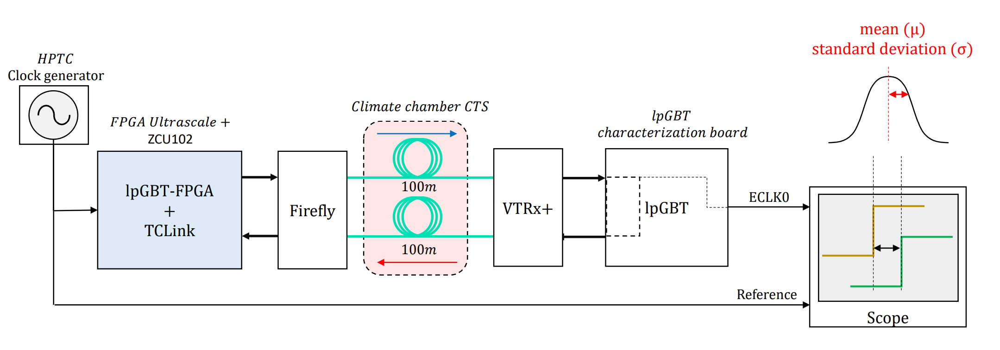 mean (μ)
standard deviation (σ)
HPTC
Clock generator
FPGA Ultrascale +
ZCU102
Climate chamber CTS
lpGBT
characterization board
lpGBT-FPGA
+
TCLink
Firefly
100m
100m
VTRx+
lpGBT
ECLK0
Reference
Scope